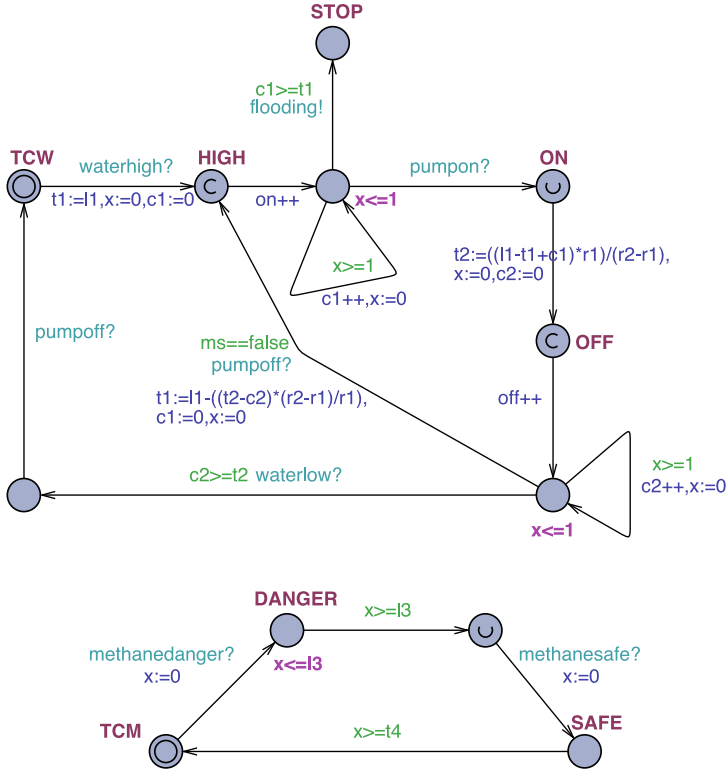 STOP
c1>=t1
flooding!
TCW
waterhigh?
HIGH
pumpon?
ON
t1:=l1,x:=0,c1:=0
C
on++
x<=1
x>=1
c1++,x:=0
t2:=((l1-t1+c1)*r1)/(r2-r1),
x:=0,c2:=0
pumpoff?
ms==false
pumpoff?
C
OFF
t1:=l1-((t2-c2)*(r2-r1)/r1),
c1:=0,x:=0
off++
c2>=t2 waterlow?
x>=1
c2++,x:=0
x<=1
DANGER
x>=l3
methanedanger?
x:=0
x<=l3
methanesafe?
x:=0
TCM
x>=t4
SAFE